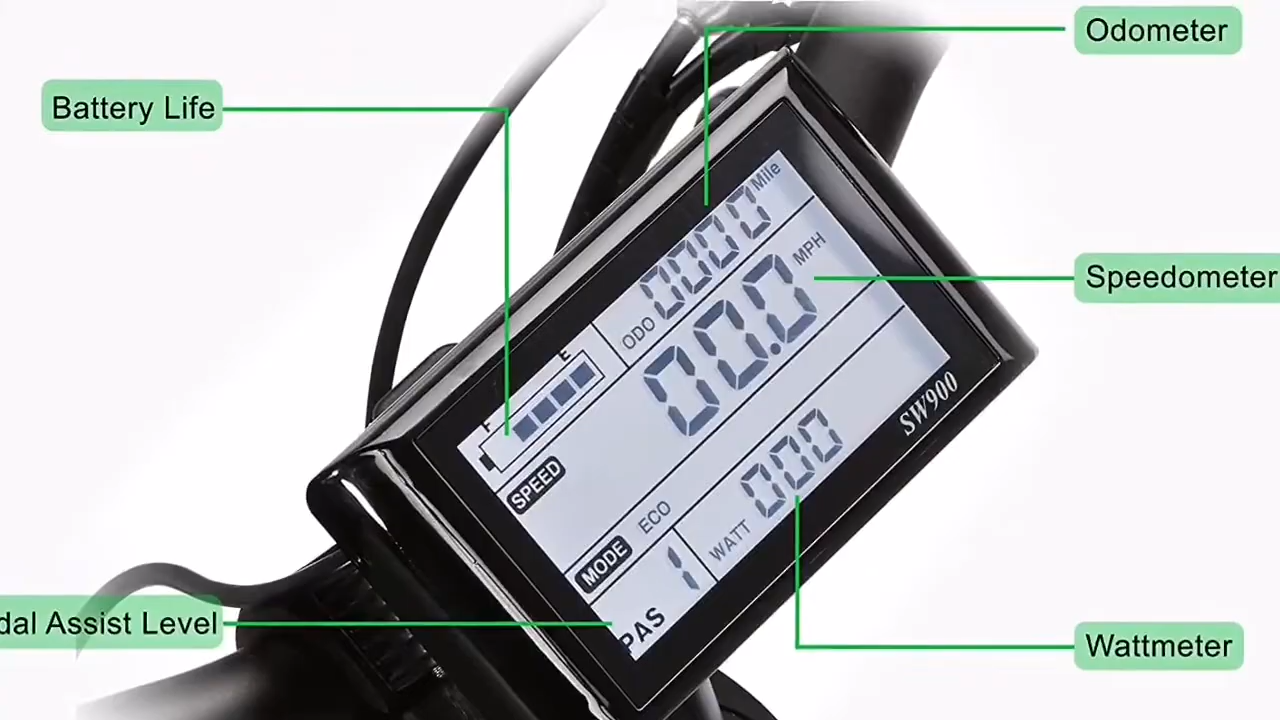 Odometer
Battery Life
Mile
0000
ODO
MPH
00.0
Speedometer
E
F
SPEED
SW900
ECO
MODE
000
WATT
1
PAS
dal Assist Level
Wattmeter